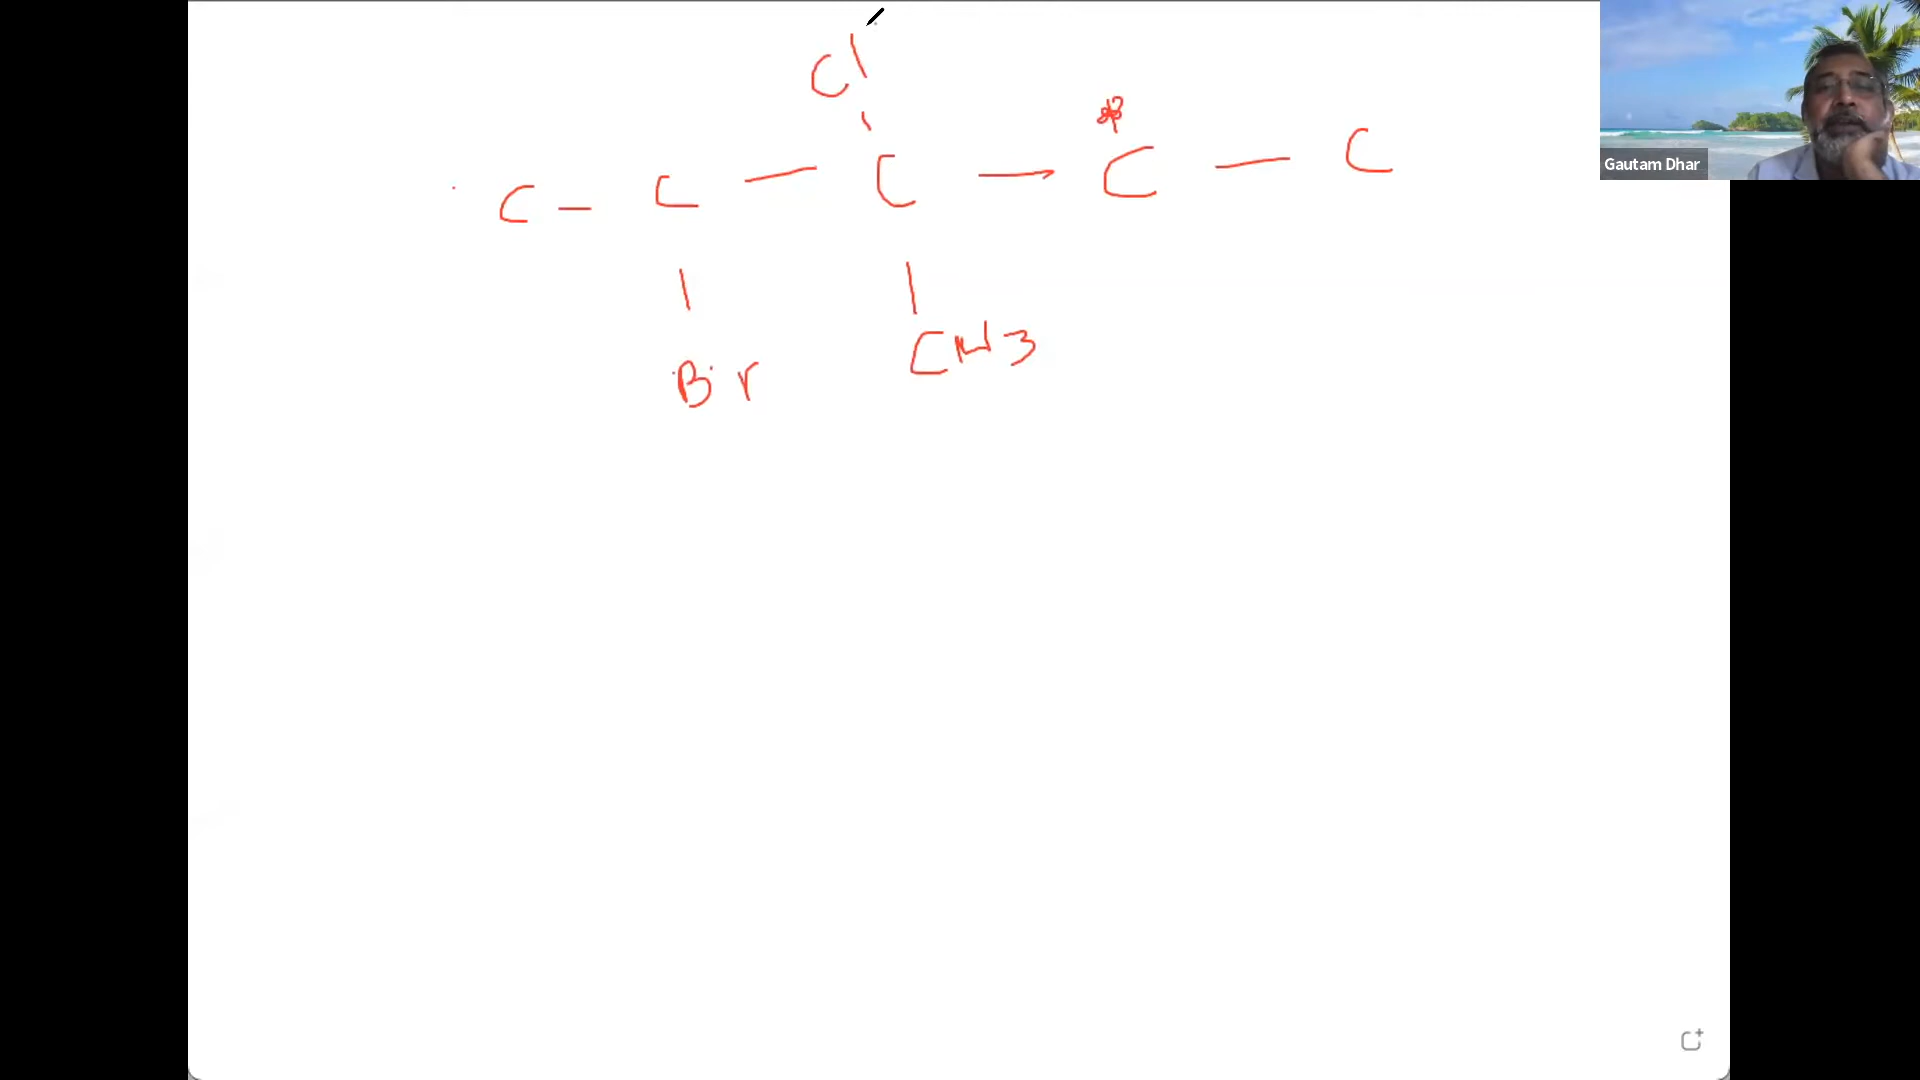 Cl
*
C - C - C - C - C
Br CH3
Gautam Dhar